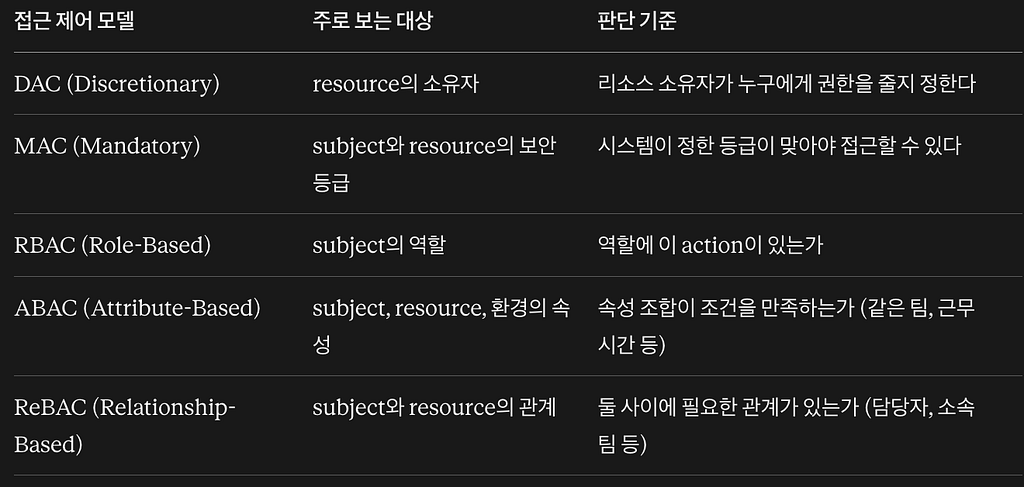 접근 제어 모델 주로 보는 대상 판단 기준
DAC (Discretionary) resource의 소유자 리소스 소유자가 누구에게 권한을 줄지 정한다
MAC (Mandatory) subject와 resource의 보안 시스템이 정한 등급이 맞아야 접근할 수 있다
등급
RBAC (Role-Based) subject의 역할 역할에 이 action이 있는가
ABAC (Attribute-Based) subject, resource, 환경의 속 속성 조합이 조건을 만족하는가 (같은 팀, 근무
성 시간 등)
ReBAC (Relationship- subject와 resource의 관계 둘 사이에 필요한 관계가 있는가 (담당자, 소속
Based) 팀 등)